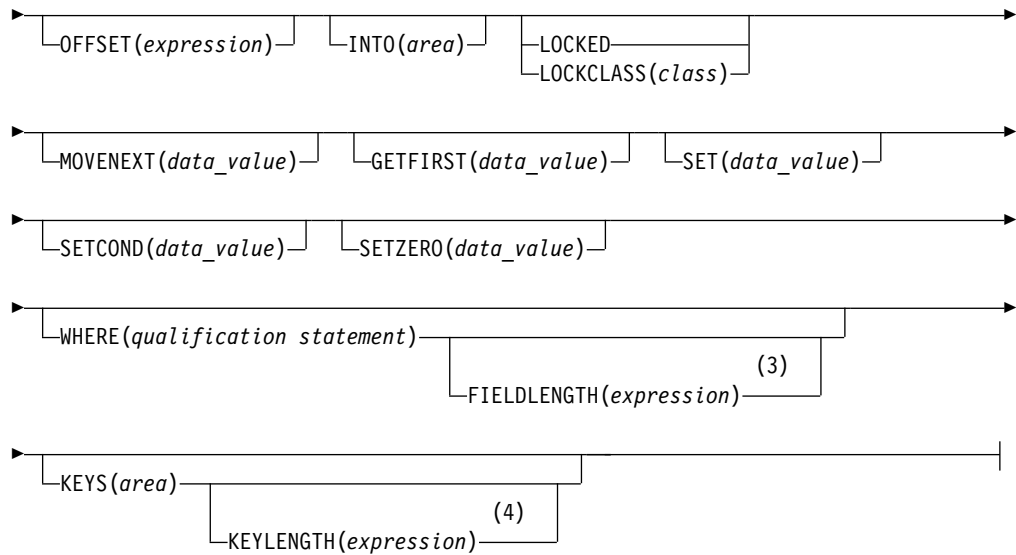 OFFSET(expression) INTO(area) LOCKED
LOCKCLASS(class)
MOVENEXT(data_value) GETFIRST(data_value) SET(data_value)
SETCOND(data_value) SETZERO(data_value)
WHERE(qualification statement)
(3)
FIELDLENGTH(expression)
KEYS(area)
(4)
KEYLENGTH(expression)